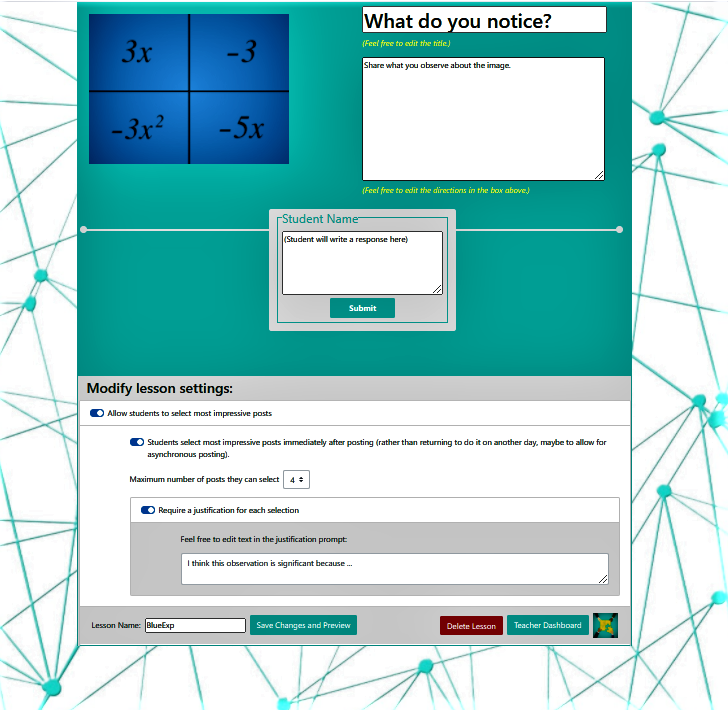 3x
-3
-3x²
-5x
What do you notice?
(Feel free to edit the title.)
Share what you observe about the image.
(Feel free to edit the directions in the box above.)
Student Name
(Student will write a response here)
Submit
Modify lesson settings:
Allow students to select most impressive posts
Students select most impressive posts immediately after posting (rather than returning to do it on another day, maybe to allow for
asynchronous posting).
Maximum number of posts they can select 4
Require a justification for each selection
Feel free to edit text in the justification prompt:
I think this observation is significant because ...
Lesson Name: BlueExp Save Changes and Preview Delete Lesson Teacher Dashboard